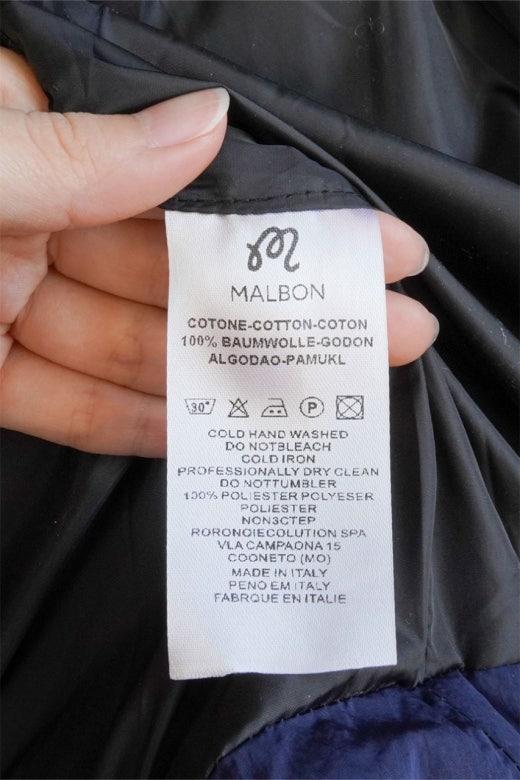 MALBON
COTONE-COTTON-COTON
100% BAUMWOLLE-GODON
ALGODAO-PAMUKL
30°
P
COLD HAND WASHED
DO NOTBLEACH
COLD IRON
PROFESSIONALLY DRY CLEAN
DO NOTTUMBLER
100% POLIESTER POLYESER
POLIESTER
NON3CTEP
RORONOIECOLUTION SPA
VLA CAMPAONA 15
COONETO (MO)
MADE IN ITALY
PENO EM ITALY
FABRIQUE EN ITALIE